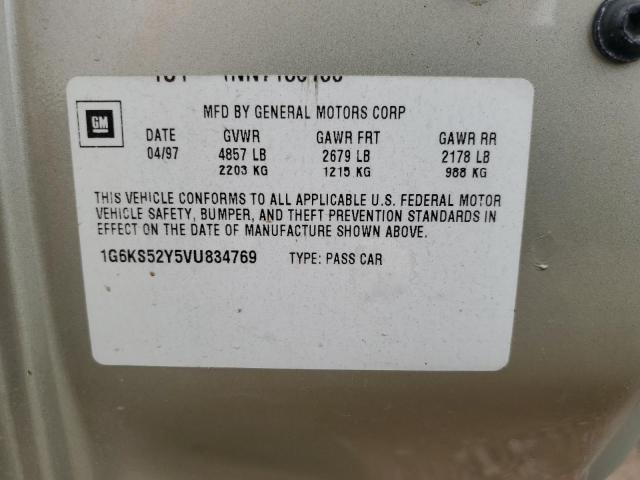 MFD BY GENERAL MOTORS CORP
GM
DATE GVWR GAWR FRT GAWR RR
04/97 4857 LB 2679 LB 2178 LB
2203 KG 1215 KG 988 KG
THIS VEHICLE CONFORMS TO ALL APPLICABLE U.S. FEDERAL MOTOR
VEHICLE SAFETY, BUMPER, AND THEFT PREVENTION STANDARDS IN
EFFECT ON THE DATE OF MANUFACTURE SHOWN ABOVE.
1G6KS52Y5VU834769 TYPE: PASS CAR